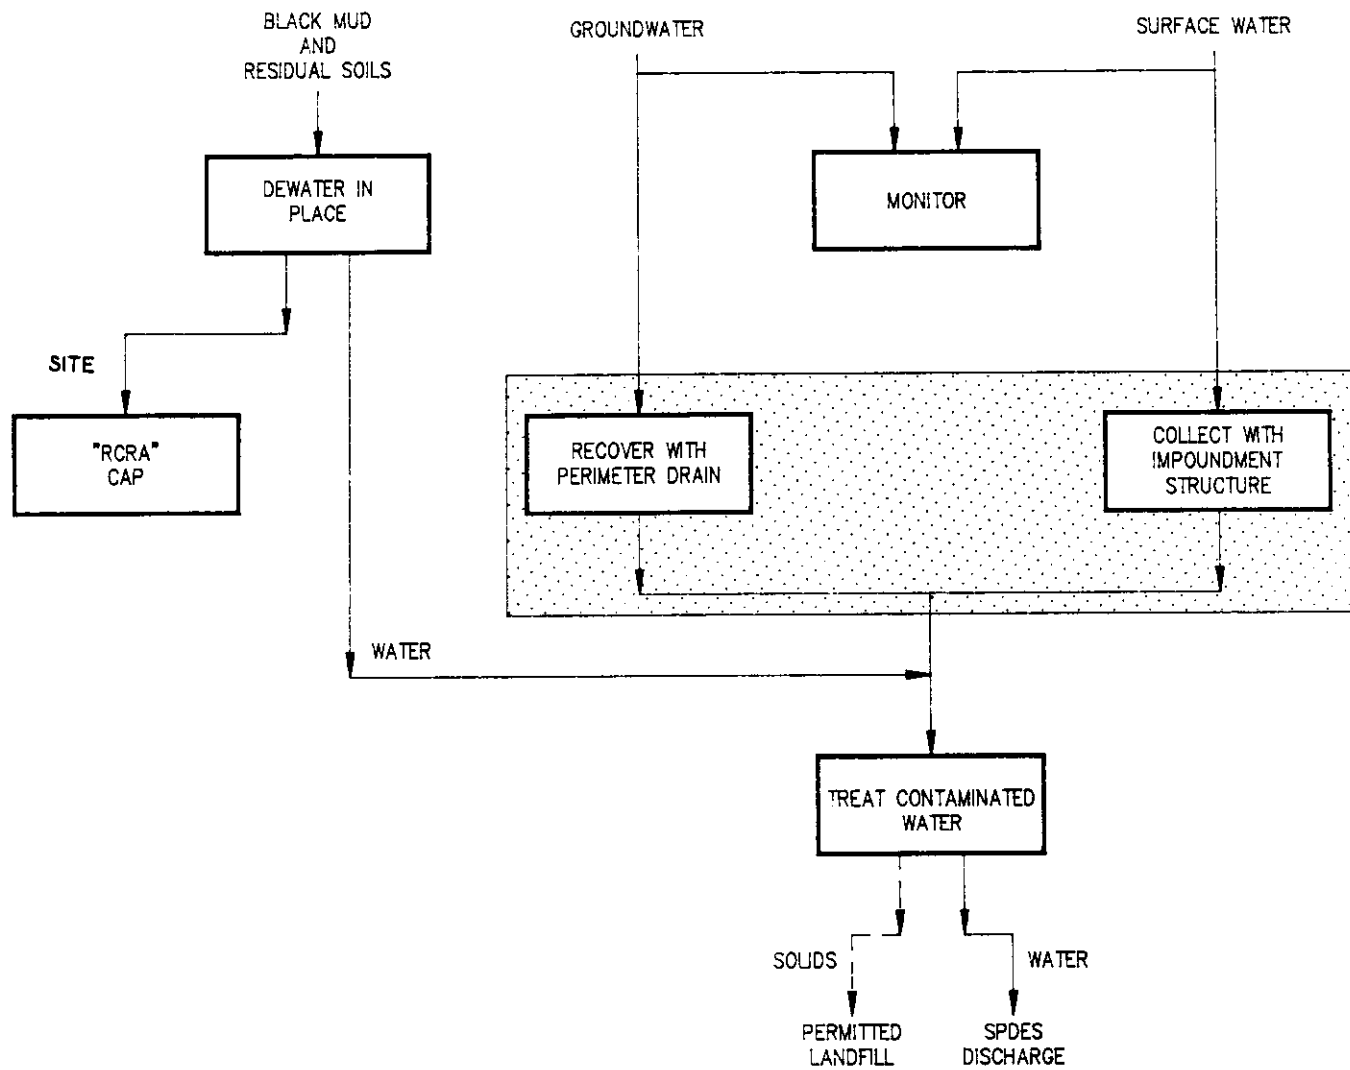 BLACK MUD
AND
RESIDUAL SOILS
GROUNDWATER
SURFACE WATER
DEWATER IN
PLACE
MONITOR
SITE
"RCRA"
CAP
RECOVER WITH
PERIMETER DRAIN
COLLECT WITH
IMPOUNDMENT
STRUCTURE
WATER
TREAT CONTAMINATED
WATER
SOLIDS
WATER
PERMITTED
LANDFILL
SPDES
DISCHARGE